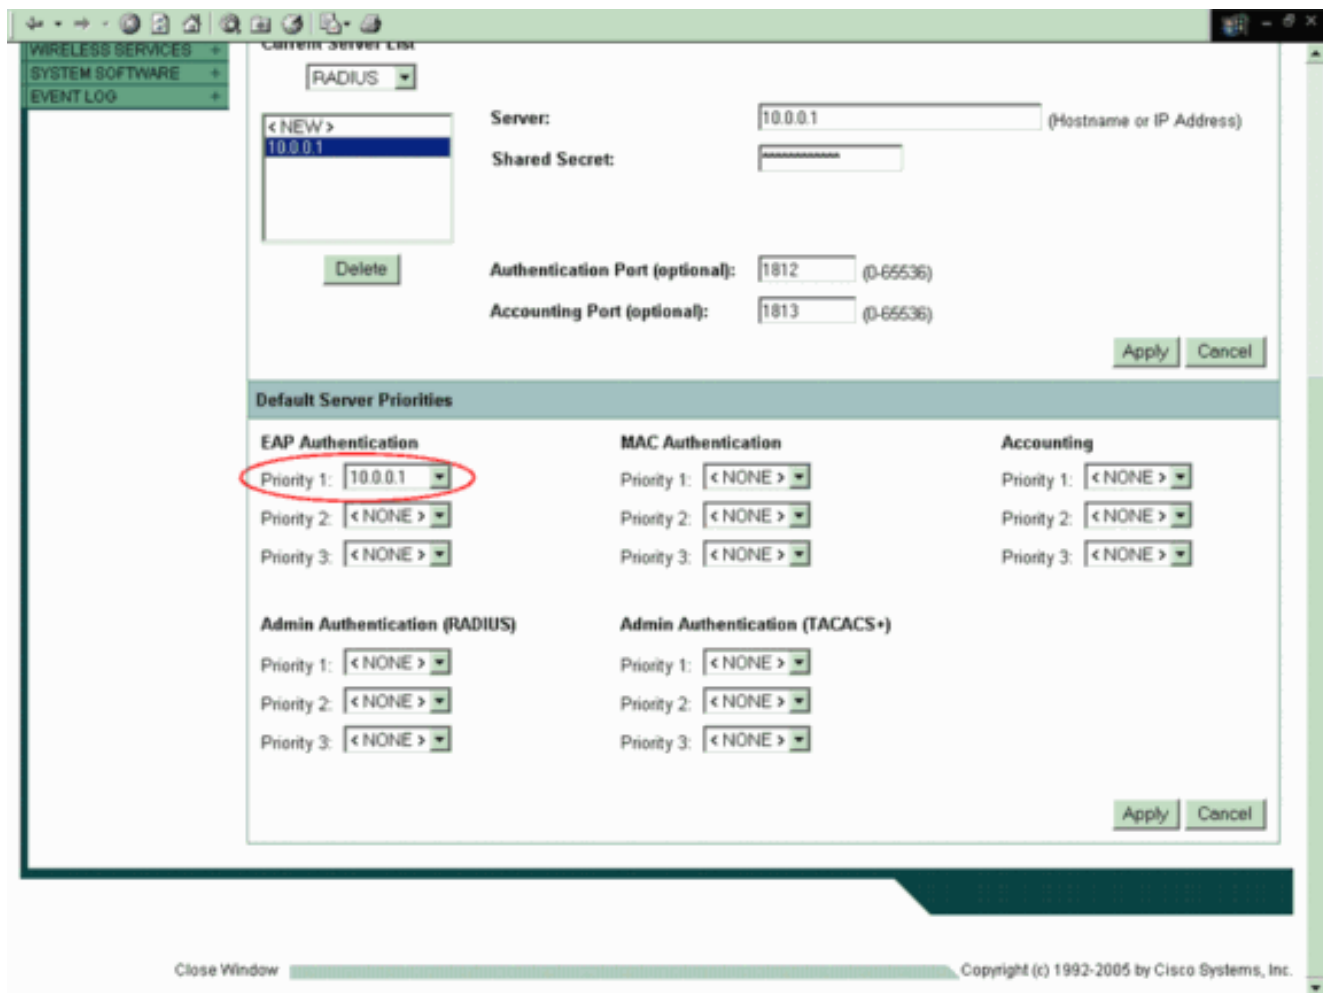 WIRELESS SERVICES +
SYSTEM SOFTWARE +
EVENT LOG +
Current Server List
RADIUS
< NEW >
10.0.0.1
Delete
Server: 10.0.0.1 (Hostname or IP Address)
Shared Secret:
Authentication Port (optional): 1812 (0-65536)
Accounting Port (optional): 1813 (0-65536)
Apply Cancel
Default Server Priorities
EAP Authentication MAC Authentication Accounting
Priority 1: 10.0.0.1 Priority 1: < NONE > Priority 1: < NONE >
Priority 2: < NONE > Priority 2: < NONE > Priority 2: < NONE >
Priority 3: < NONE > Priority 3: < NONE > Priority 3: < NONE >
Admin Authentication (RADIUS) Admin Authentication (TACACS+)
Priority 1: < NONE > Priority 1: < NONE >
Priority 2: < NONE > Priority 2: < NONE >
Priority 3: < NONE > Priority 3: < NONE >
Apply Cancel
Close Window Copyright (c) 1992-2005 by Cisco Systems, Inc.